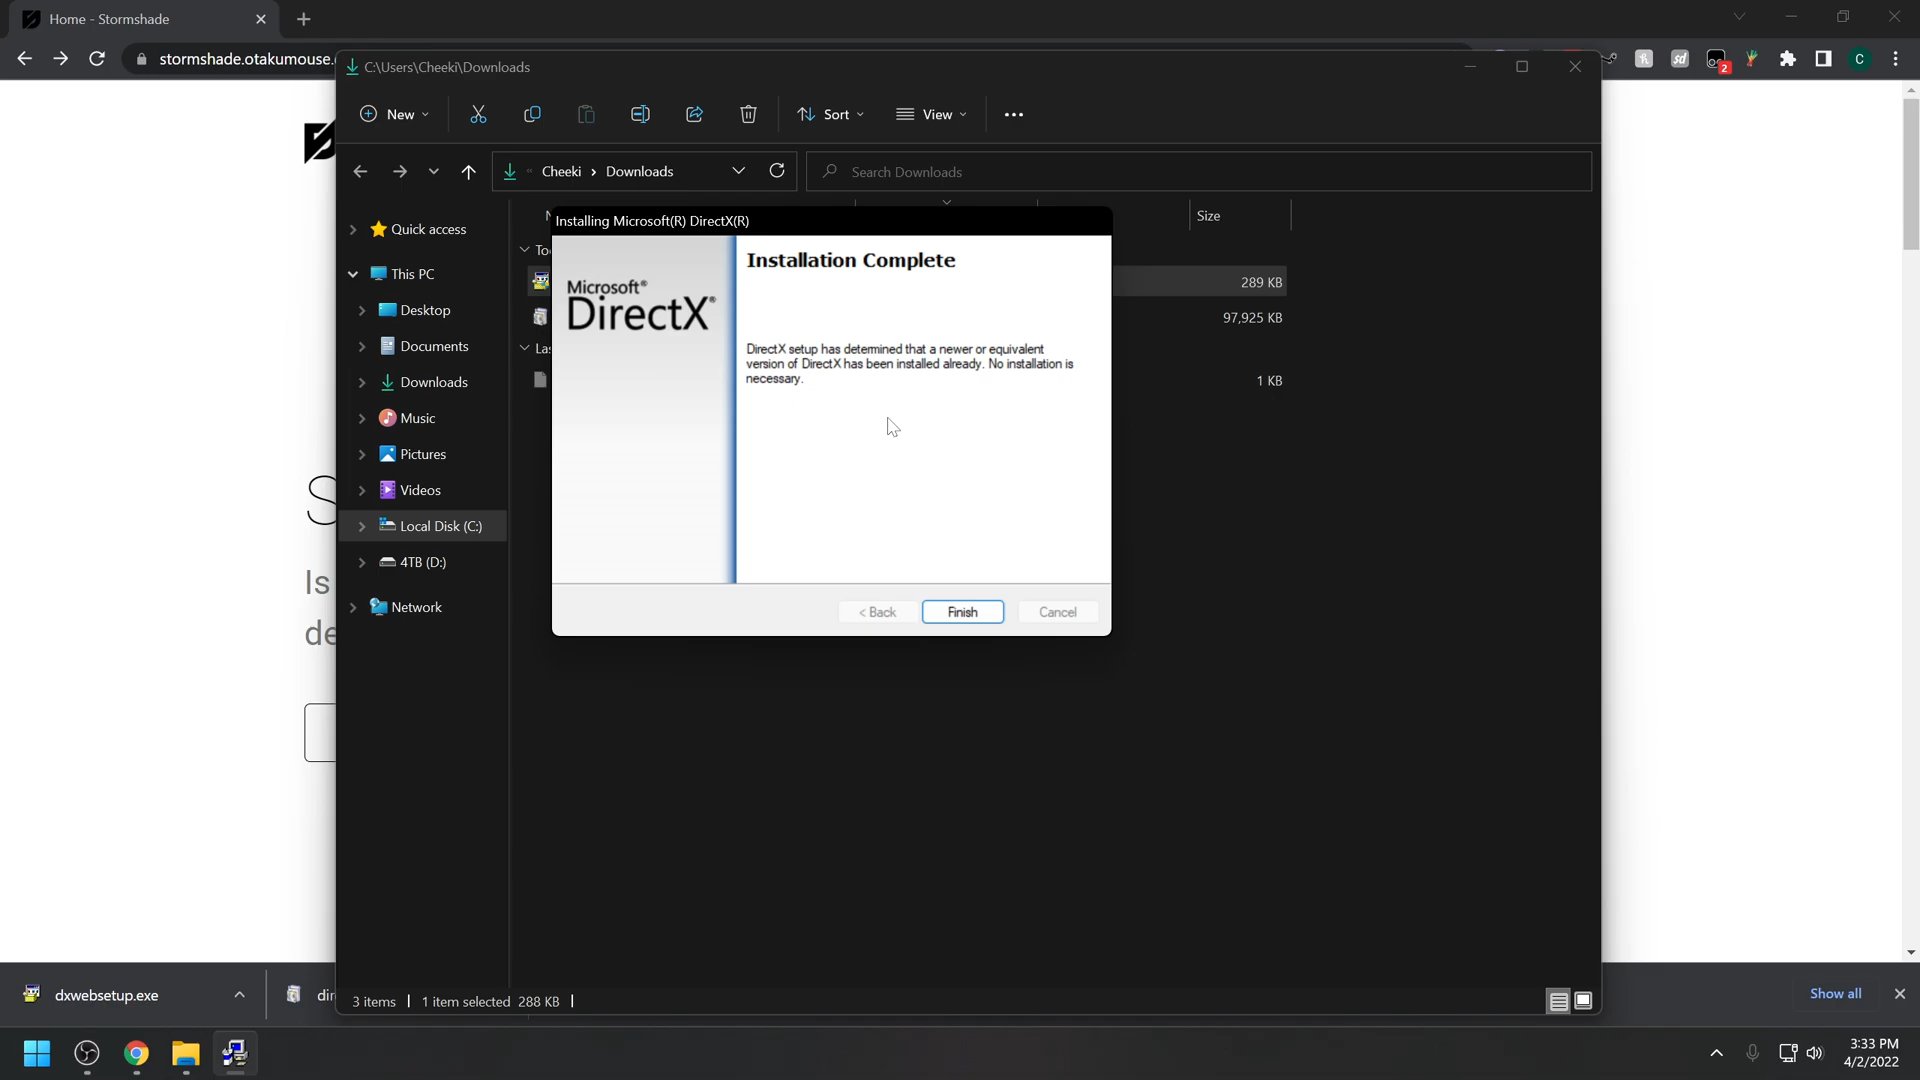 Home - Stormshade
stormshade.otakumouse.
C
2
C:\Users\Cheeki\Downloads
New
Sort
View
Cheeki
Downloads
Search Downloads
Size
Quick access
This PC
Desktop
Documents
Downloads
Music
Pictures
Videos
Local Disk (C:)
4TB (D:)
Network
289 KB
97,925 KB
1 KB
Installing Microsoft(R) DirectX(R)
Microsoft®
DirectX®
Installation Complete
DirectX setup has determined that a newer or equivalent
version of DirectX has been installed already. No installation is
necessary.
< Back
Finish
Cancel
S
Is
de
3 items
1 item selected 288 KB
dxwebsetup.exe
dir
Show all
3:33 PM
4/2/2022